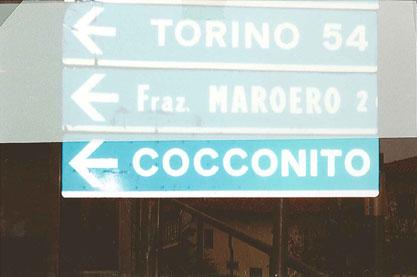 TORINO 54
Fraz. MAROERO 2
COCCONITO